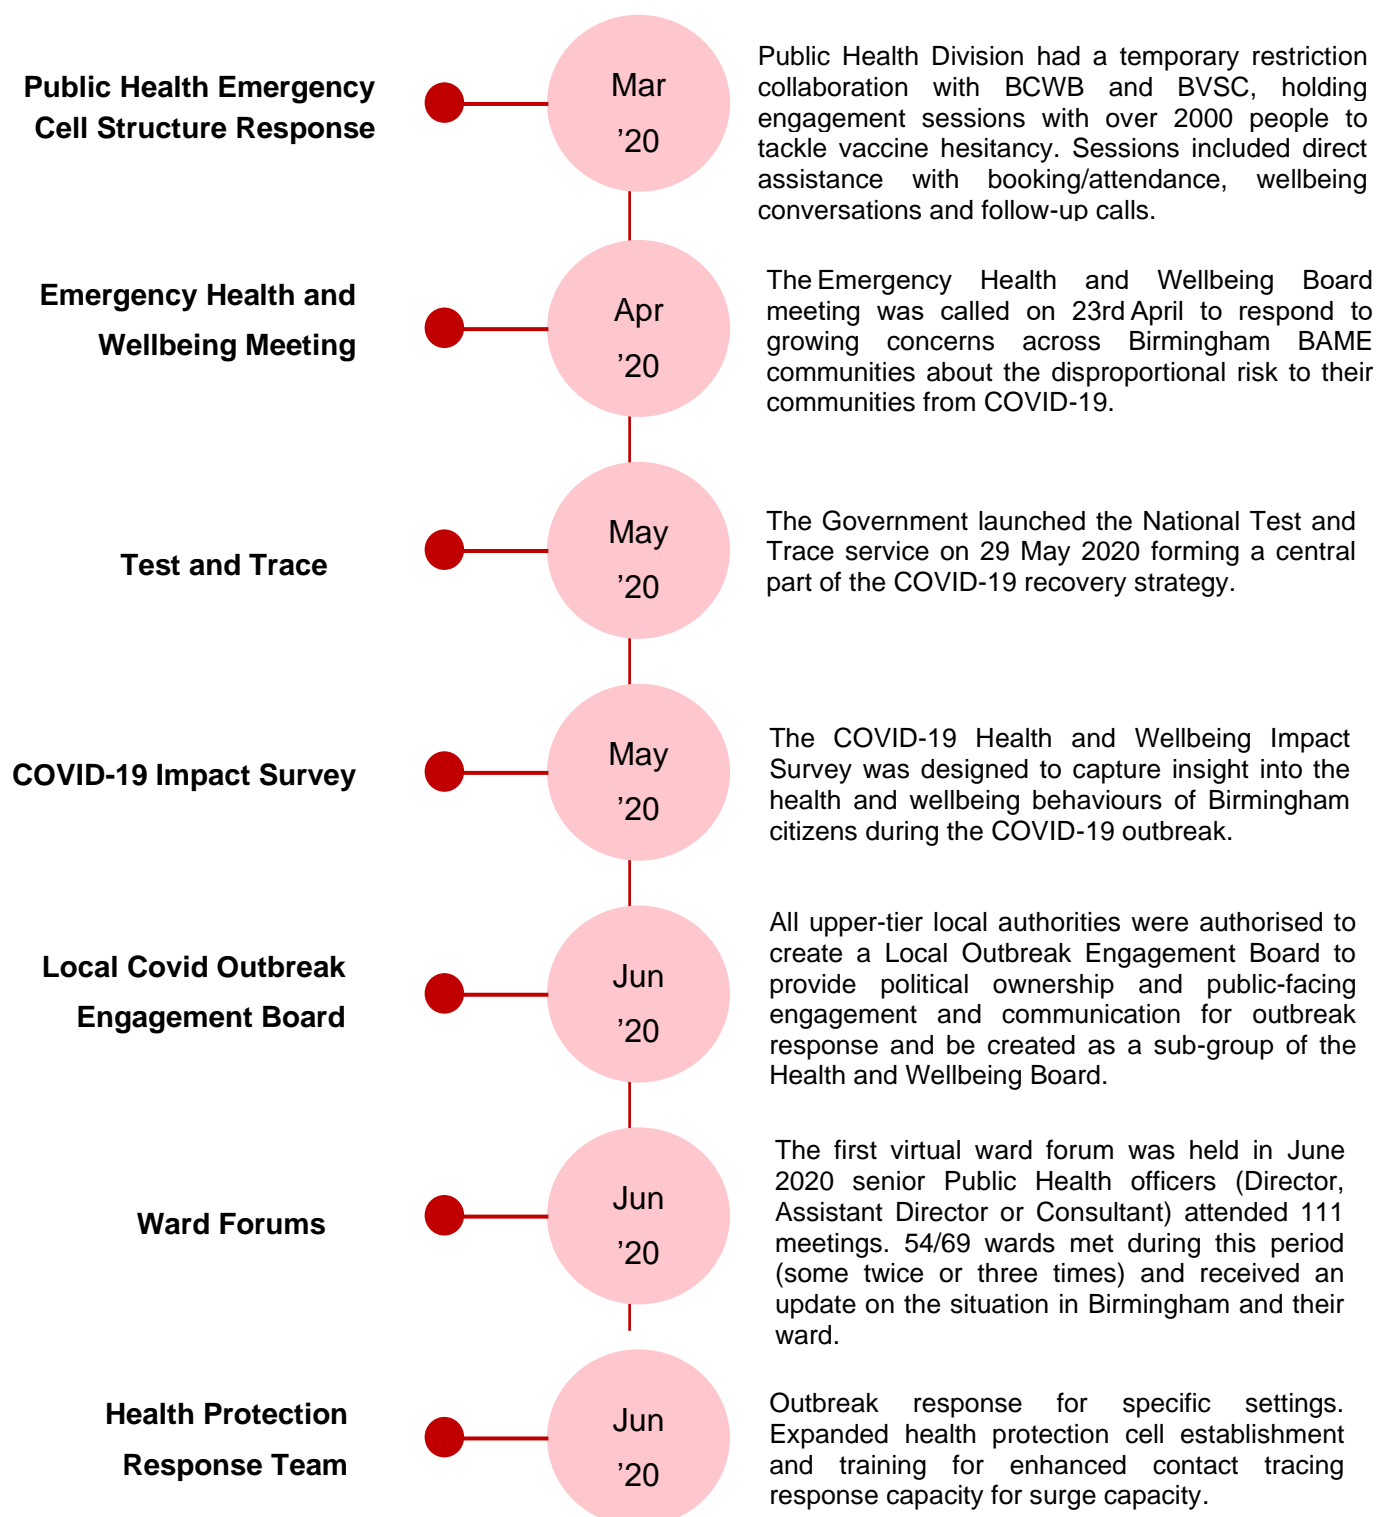 Public Health Emergency
Cell Structure Response
Mar
’20
Public Health Division had a temporary restriction
collaboration with BCWB and BVSC, holding
engagement sessions with over 2000 people to
tackle vaccine hesitancy. Sessions included direct
assistance with booking/attendance, wellbeing
conversations and follow-up calls.
Emergency Health and
Wellbeing Meeting
Apr
’20
The Emergency Health and Wellbeing Board
meeting was called on 23rd April to respond to
growing concerns across Birmingham BAME
communities about the disproportional risk to their
communities from COVID-19.
Test and Trace
May
’20
The Government launched the National Test and
Trace service on 29 May 2020 forming a central
part of the COVID-19 recovery strategy.
COVID-19 Impact Survey
May
’20
The COVID-19 Health and Wellbeing Impact
Survey was designed to capture insight into the
health and wellbeing behaviours of Birmingham
citizens during the COVID-19 outbreak.
Local Covid Outbreak
Engagement Board
Jun
’20
All upper-tier local authorities were authorised to
create a Local Outbreak Engagement Board to
provide political ownership and public-facing
engagement and communication for outbreak
response and be created as a sub-group of the
Health and Wellbeing Board.
Ward Forums
Jun
’20
The first virtual ward forum was held in June
2020 senior Public Health officers (Director,
Assistant Director or Consultant) attended 111
meetings. 54/69 wards met during this period
(some twice or three times) and received an
update on the situation in Birmingham and their
ward.
Health Protection
Response Team
Jun
’20
Outbreak response for specific settings.
Expanded health protection cell establishment
and training for enhanced contact tracing
response capacity for surge capacity.